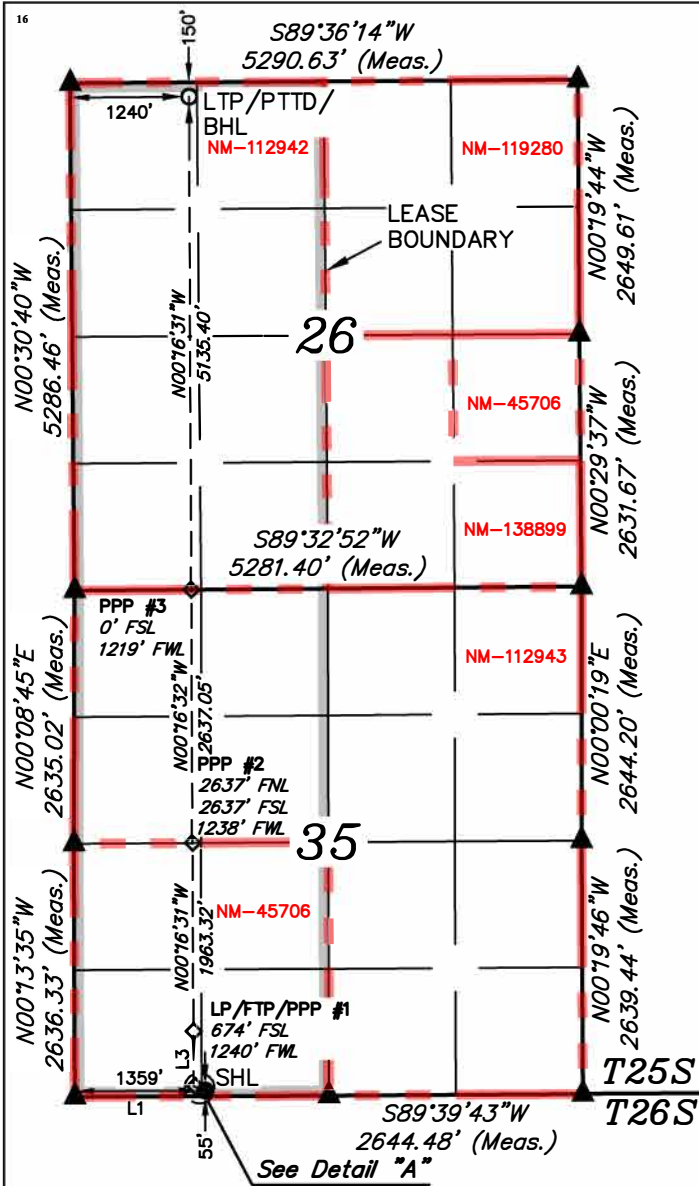 16
S89°36'14"W
5290.63' (Meas.)
150'
1240'
LTP/PTTD/
BHL
NM-112942
NM-119280
LEASE
BOUNDARY
N00°19'44"W
2649.61' (Meas.)
N00°30'40"W
5286.46' (Meas.)
N00°16'31"W
5135.40'
26
NM-45706
N00°29'37"W
2631.67' (Meas.)
NM-138899
S89°32'52"W
5281.40' (Meas.)
PPP #3
0' FSL
1219' FWL
NM-112943
N00°08'45"E
2635.02' (Meas.)
N00°16'32"W
2637.05'
N00°00'19"E
2644.20' (Meas.)
PPP #2
2637' FNL
2637' FSL
1238' FWL
35
NM-45706
N00°13'35"W
2636.33' (Meas.)
N00°16'31"W
1963.32'
N00°19'46"W
2639.44' (Meas.)
LP/FTP/PPP #1
674' FSL
1240' FWL
L3
1359'
SHL
L1
55'
T25S
T26S
S89°39'43"W
2644.48' (Meas.)
See Detail "A"